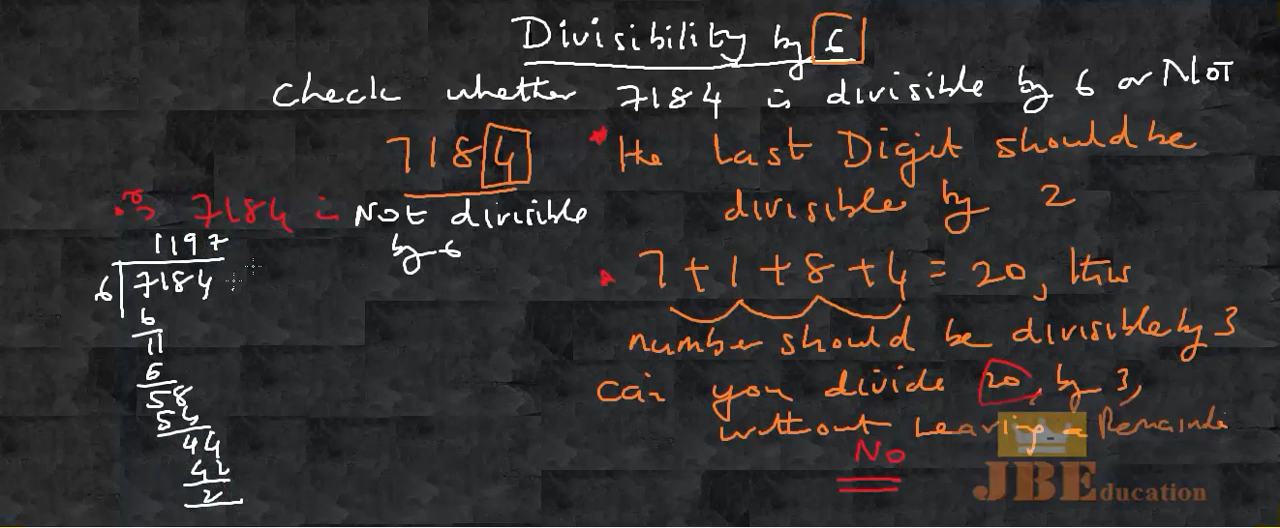 Divisibility by 6
Check whether 7184 is divisible by 6 or NOT
7184
* The Last Digit should be
divisible by 2
7184 is NOT divisible
by 6
1197
6 7184
6
11
6
58
54
44
42
2
7 + 1 + 8 + 4 = 20, this
number should be divisible by 3
Can you divide 20, by 3,
without Leaving a Remainder
No
JBEducation